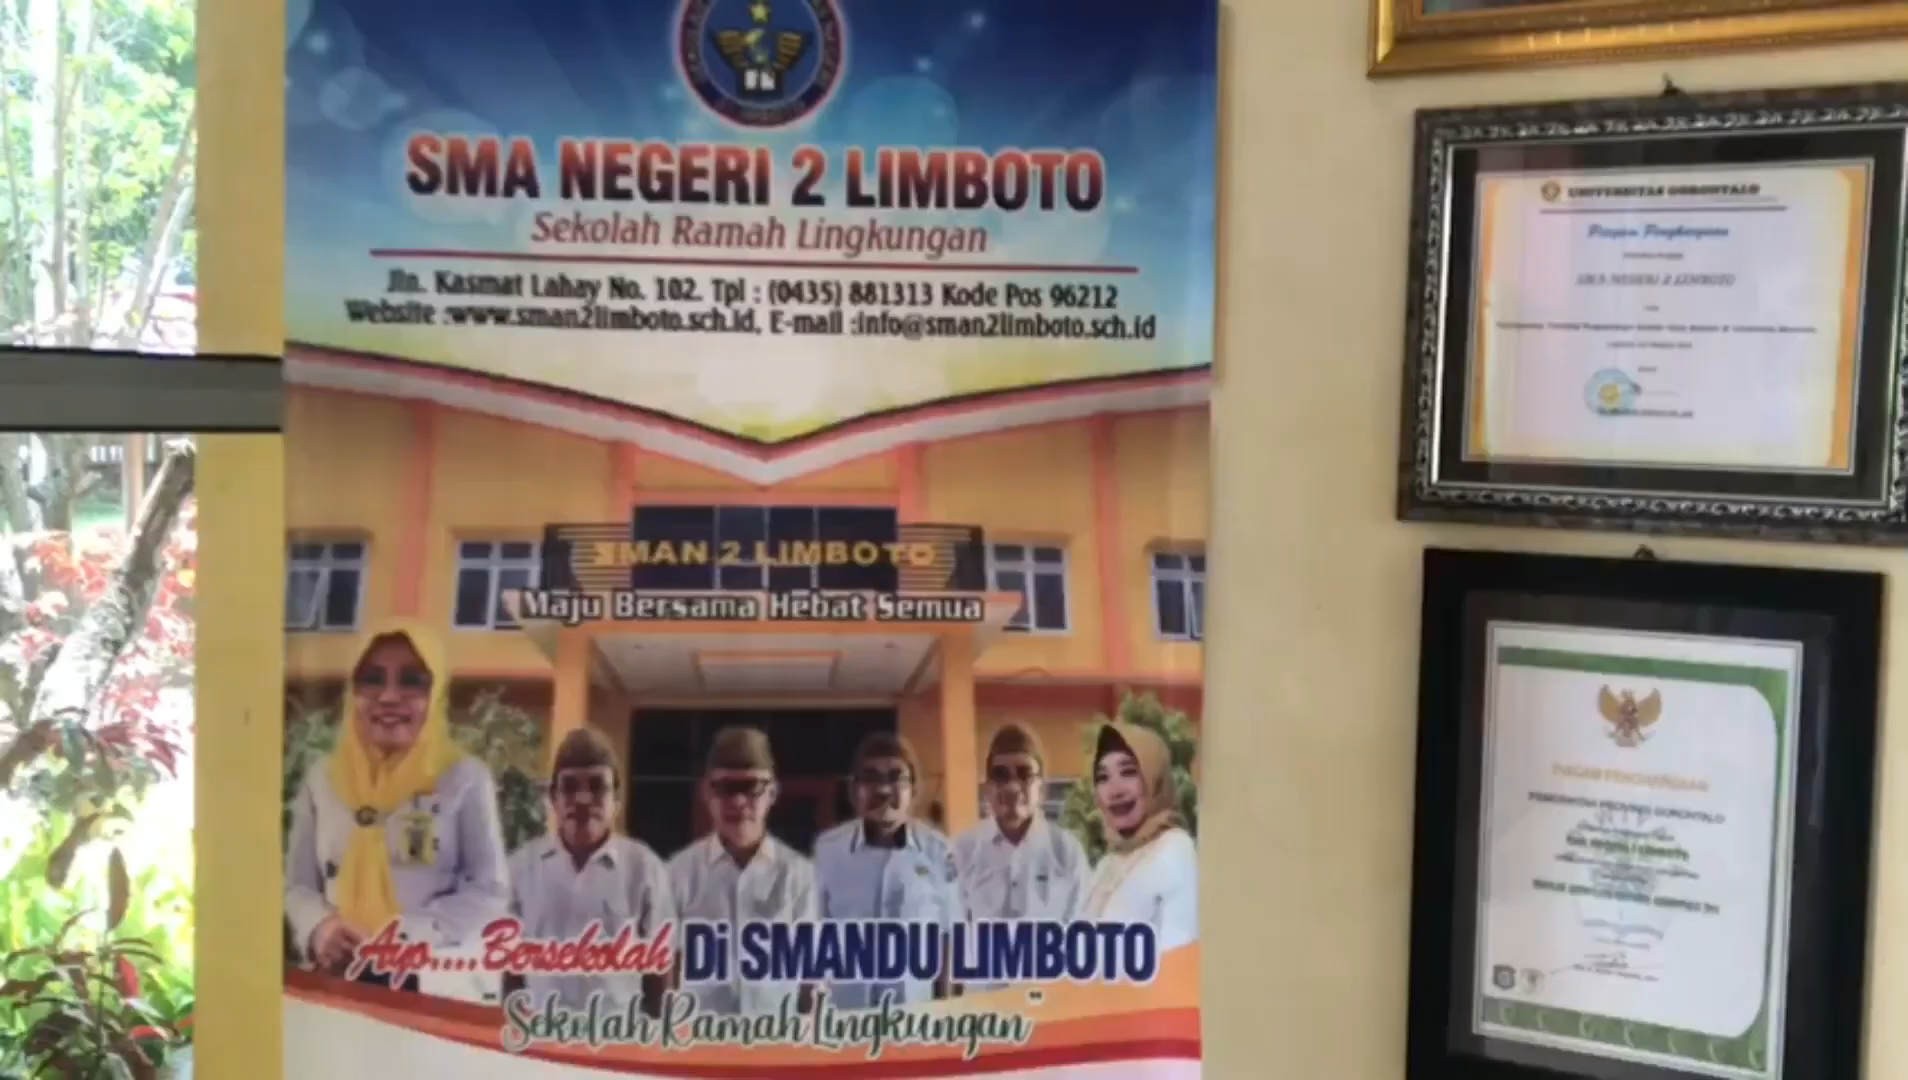 SMA NEGERI 2 LIMBOTO
Sekolah Ramah Lingkungan
Jln. Kasmat Lahay No. 102. Tpl : (0435) 881313 Kode Pos 96212
Website :www.sman2limboto.sch.id, E-mail :info@sman2limboto.sch.id
SMAN 2 LIMBOTO
Maju Bersama Hebat Semua
Ayo....Bersekolah Di SMANDU LIMBOTO
"Sekolah Ramah Lingkungan"
UNIVERSITAS GORONTALO
Piagam Penghargaan
SMA NEGERI 2 LIMBOTO
PIAGAM PENGHARGAAN
PEMERINTAH PROVINSI GORONTALO